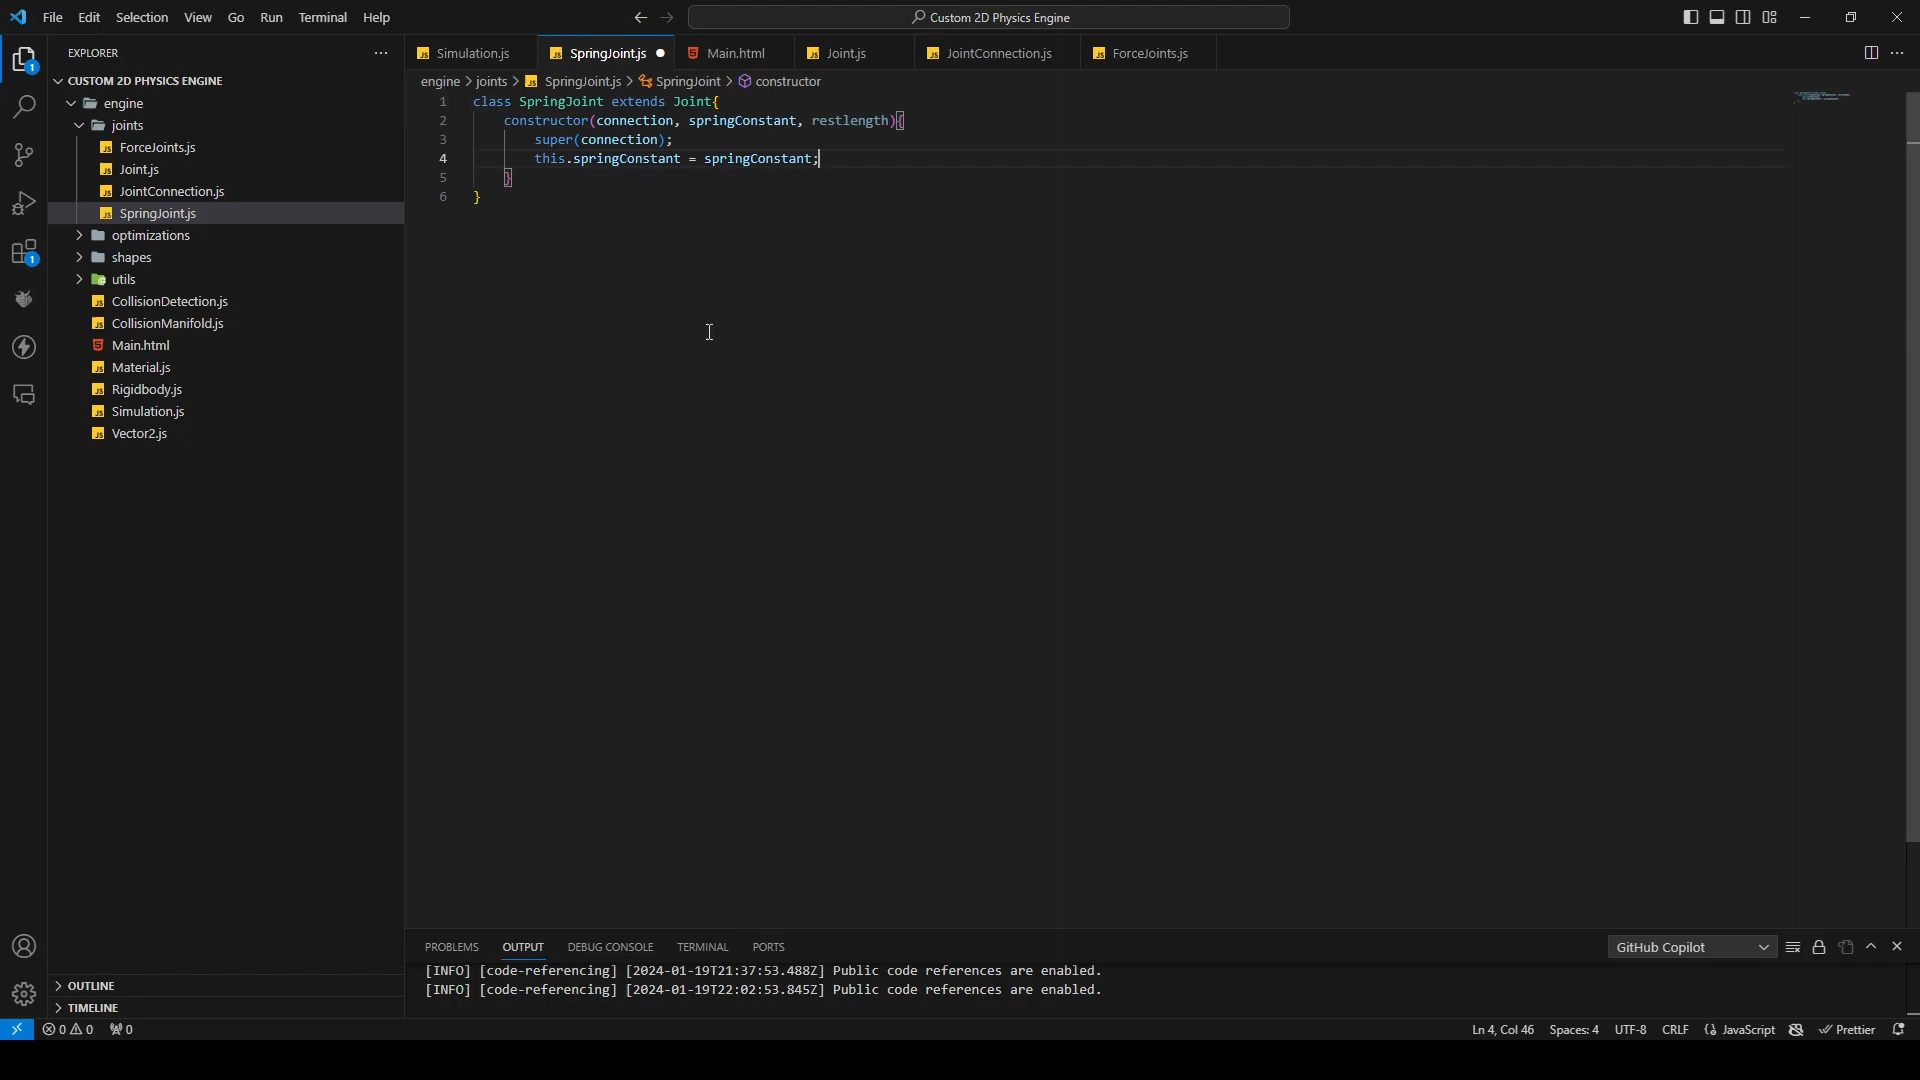 File Edit Selection View Go Run Terminal Help
Custom 2D Physics Engine
EXPLORER
CUSTOM 2D PHYSICS ENGINE
engine
joints
ForceJoints.js
Joint.js
JointConnection.js
SpringJoint.js
optimizations
shapes
utils
CollisionDetection.js
CollisionManifold.js
Main.html
Material.js
Rigidbody.js
Simulation.js
Vector2.js
OUTLINE
TIMELINE
Simulation.js SpringJoint.js Main.html Joint.js JointConnection.js ForceJoints.js
engine > joints > SpringJoint.js > SpringJoint > constructor
1 class SpringJoint extends Joint{
2 constructor(connection, springConstant, restlength){
3 super(connection);
4 this.springConstant = springConstant;
5 }
6 }
PROBLEMS OUTPUT DEBUG CONSOLE TERMINAL PORTS
GitHub Copilot
[INFO] [code-referencing] [2024-01-19T21:37:53.488Z] Public code references are enabled.
[INFO] [code-referencing] [2024-01-19T22:02:53.845Z] Public code references are enabled.
0 0 0
Ln 4, Col 46 Spaces: 4 UTF-8 CRLF JavaScript Prettier